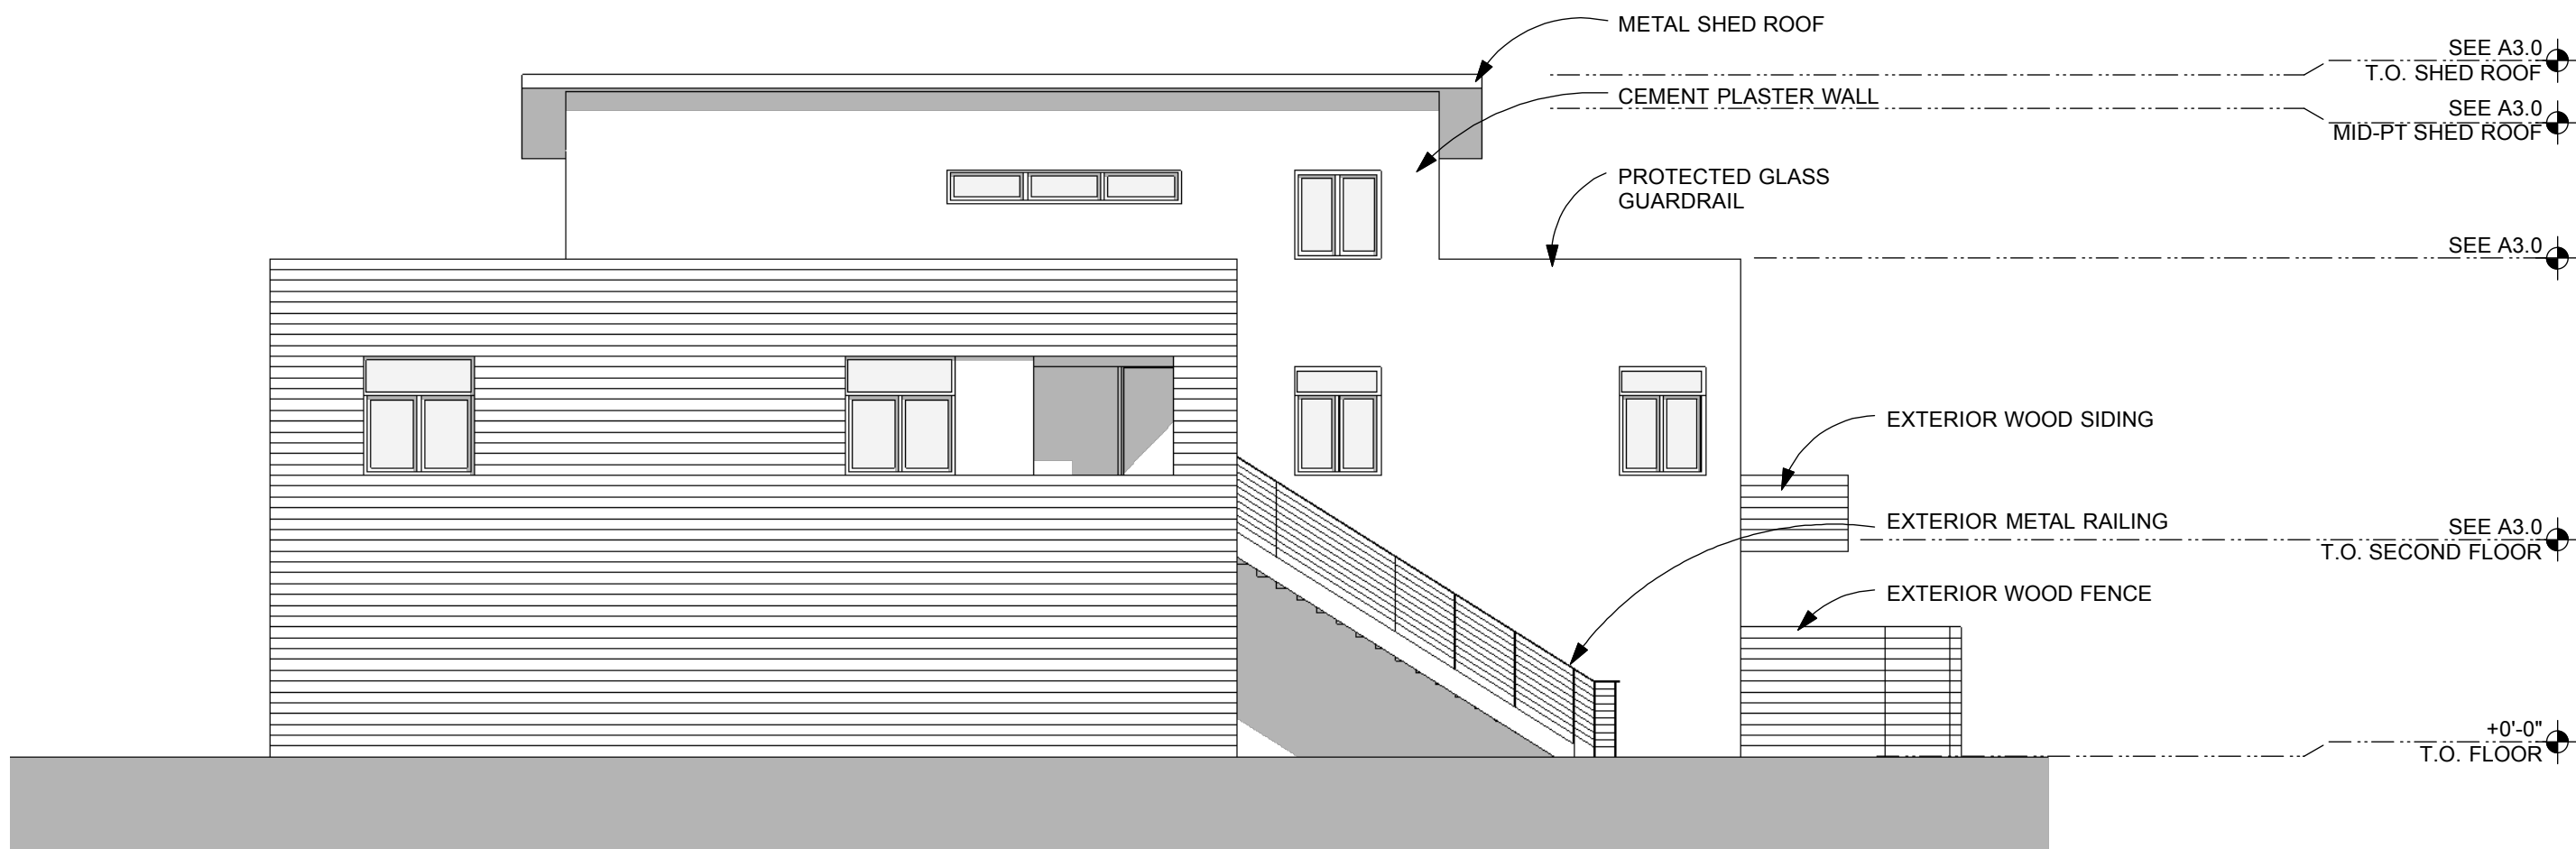 METAL SHED ROOF
SEE A3.0
T.O. SHED ROOF
CEMENT PLASTER WALL
SEE A3.0
MID-PT SHED ROOF
PROTECTED GLASS
GUARDRAIL
SEE A3.0
EXTERIOR WOOD SIDING
EXTERIOR METAL RAILING
SEE A3.0
T.O. SECOND FLOOR
EXTERIOR WOOD FENCE
+0'-0"
T.O. FLOOR